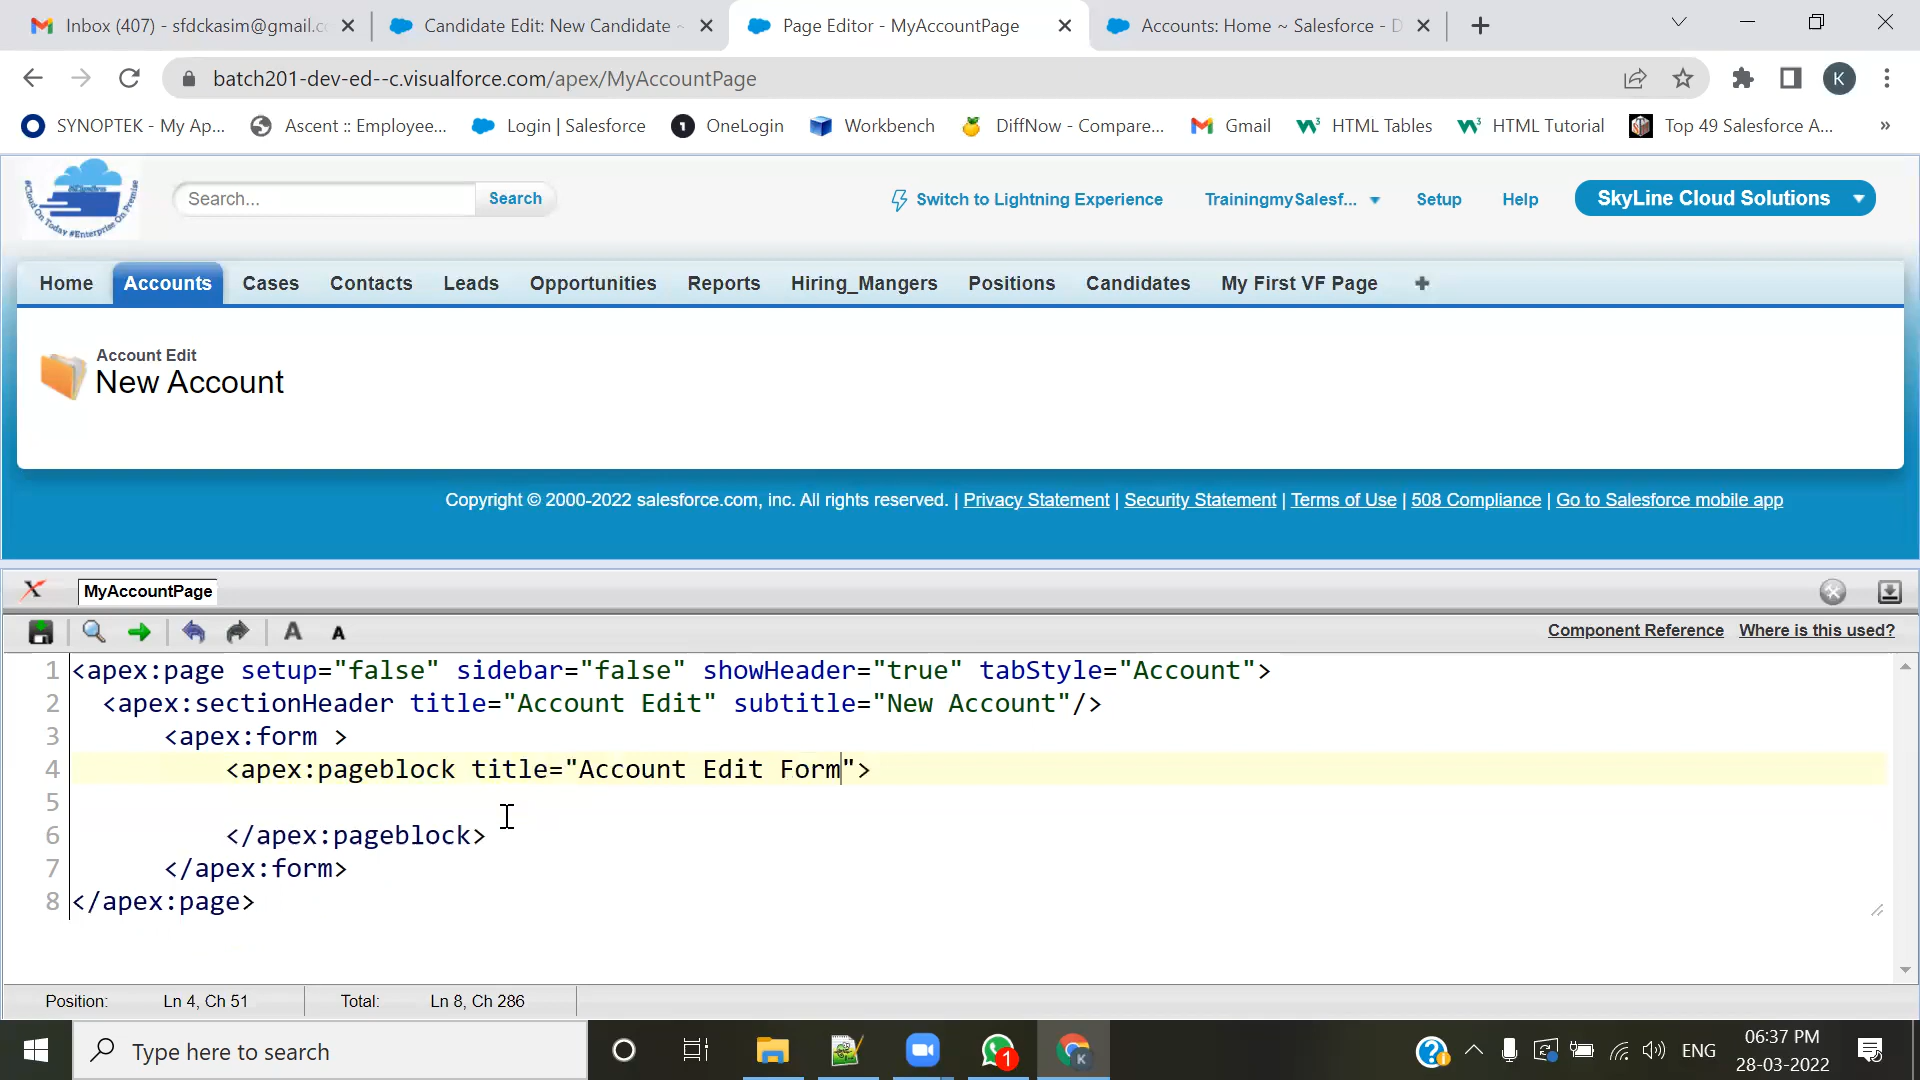 Inbox (407) - sfdckasim@gmail.c
Candidate Edit: New Candidate ~
Page Editor - MyAccountPage
Accounts: Home ~ Salesforce - D
batch201-dev-ed--c.visualforce.com/apex/MyAccountPage
K
SYNOPTEK - My Ap...
Ascent :: Employee...
Login | Salesforce
OneLogin
Workbench
DiffNow - Compare...
Gmail
HTML Tables
HTML Tutorial
Top 49 Salesforce A...
»
Search...
Search
Switch to Lightning Experience
TrainingmySalesf...
Setup
Help
SkyLine Cloud Solutions
Home
Accounts
Cases
Contacts
Leads
Opportunities
Reports
Hiring_Mangers
Positions
Candidates
My First VF Page
Account Edit
New Account
Copyright © 2000-2022 salesforce.com, inc. All rights reserved. | Privacy Statement | Security Statement | Terms of Use | 508 Compliance | Go to Salesforce mobile app
MyAccountPage
A
A
Component Reference
Where is this used?
1 <apex:page setup="false" sidebar="false" showHeader="true" tabStyle="Account">
2 <apex:sectionHeader title="Account Edit" subtitle="New Account"/>
3 <apex:form >
4 <apex:pageblock title="Account Edit Form">
5
6 </apex:pageblock>
7 </apex:form>
8 </apex:page>
Position: Ln 4, Ch 51
Total: Ln 8, Ch 286
Type here to search
1
K
ENG
06:37 PM
28-03-2022